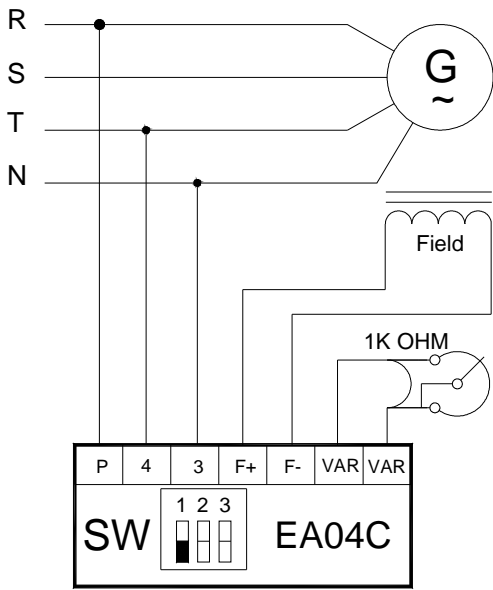 R
S
T
N
G
~
Field
1K OHM
P 4 3 F+ F- VAR VAR
1 2 3
SW EA04C